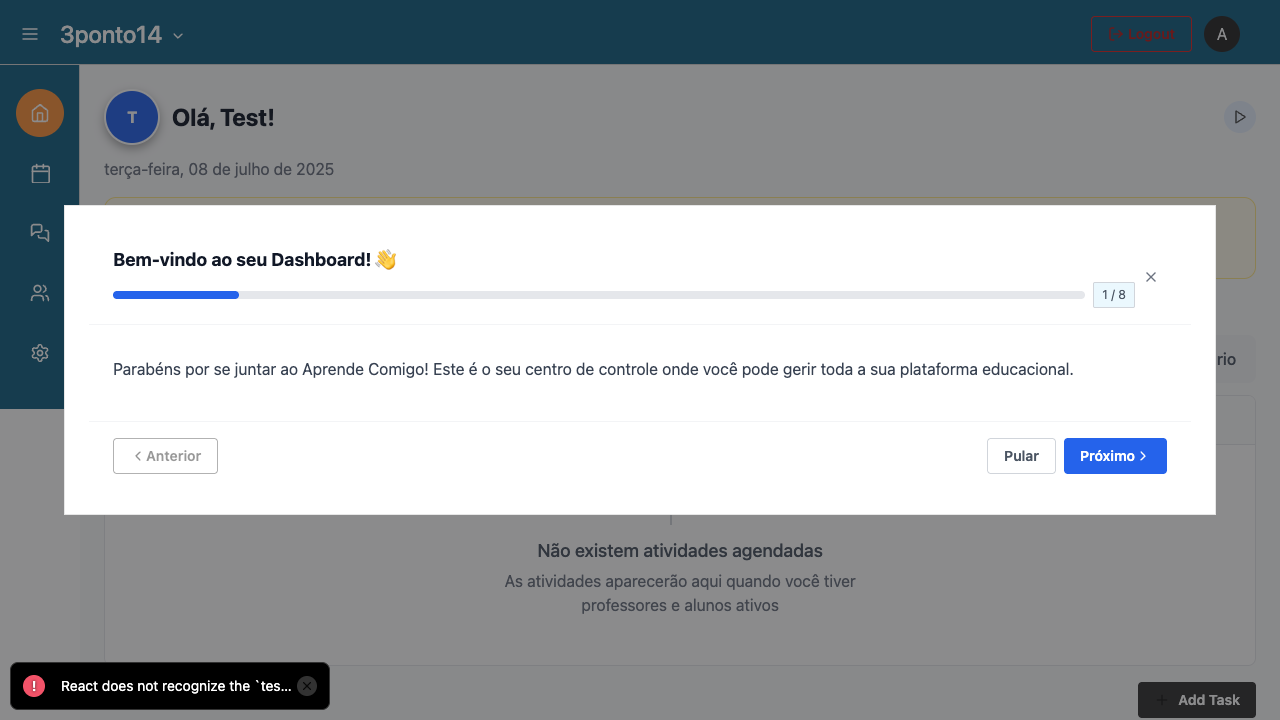 3ponto14
Logout
A
T
Olá, Test!
terça-feira, 08 de julho de 2025
Bem-vindo ao seu Dashboard! 👋
1 / 8
rio
Parabéns por se juntar ao Aprende Comigo! Este é o seu centro de controle onde você pode gerir toda a sua plataforma educacional.
Anterior
Pular
Próximo
Não existem atividades agendadas
As atividades aparecerão aqui quando você tiver
professores e alunos ativos
! React does not recognize the `tes...
+ Add Task